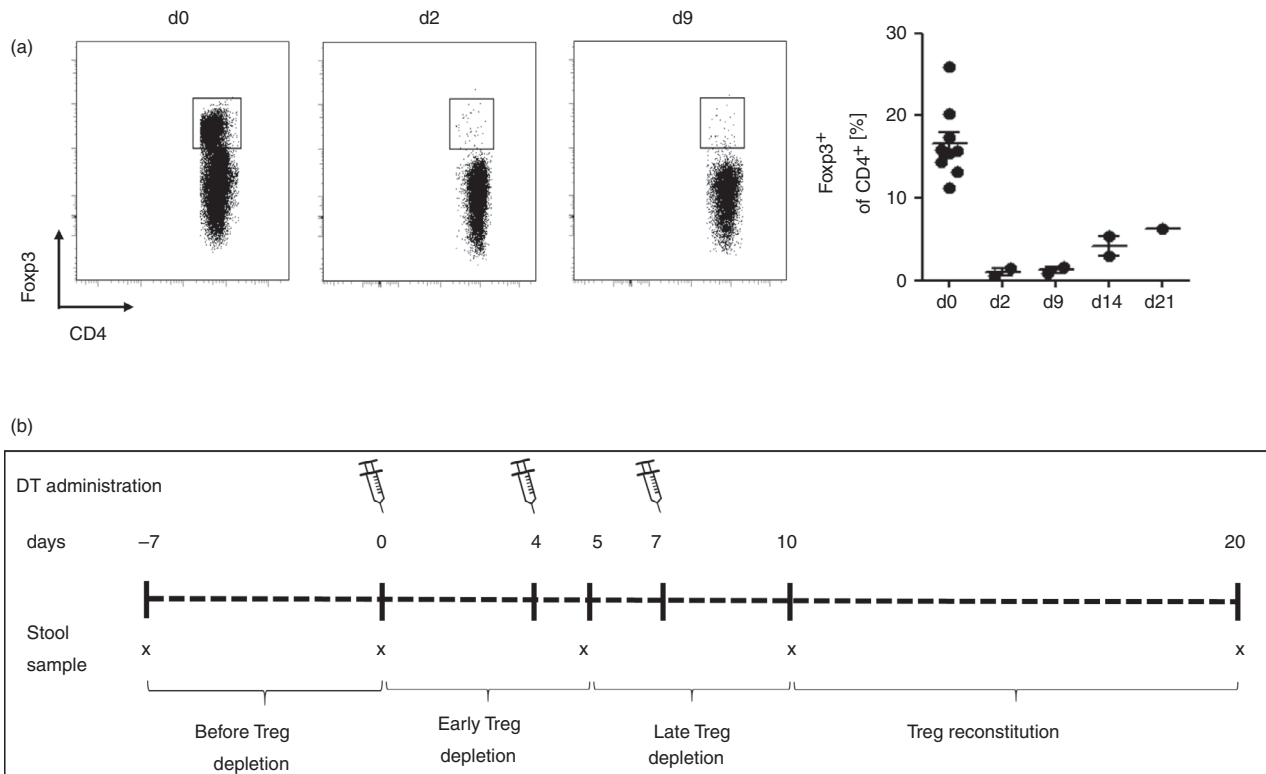 d0 d2 d9
(a)
Foxp3
CD4
30
20
10
0
Foxp3+
of CD4+ [%]
d0 d2 d9 d14 d21
(b)
DT administration
days −7 0 4 5 7 10 20
Stool
sample
x x x x x
Before Treg
depletion
Early Treg
depletion
Late Treg
depletion
Treg reconstitution